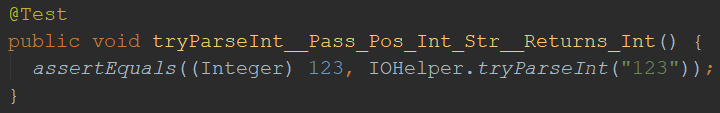 @Test
public void tryParseInt__Pass_Pos_Int_Str__Returns_Int() {
assertEquals((Integer) 123, IOHelper.tryParseInt("123"));
}